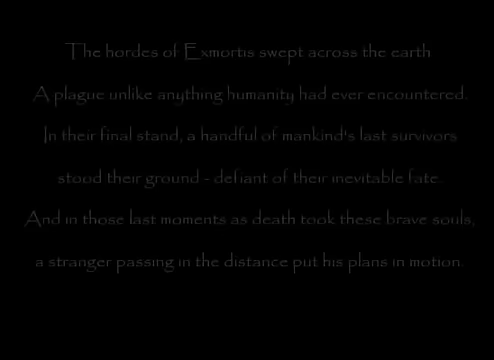 The hordes of Exmortis swept across the earth
A plague unlike anything humanity had ever encountered.
In their final stand, a handful of mankind's last survivors
stood their ground - defiant of their inevitable fate.
And in those last moments as death took these brave souls,
a stranger passing in the distance put his plans in motion.